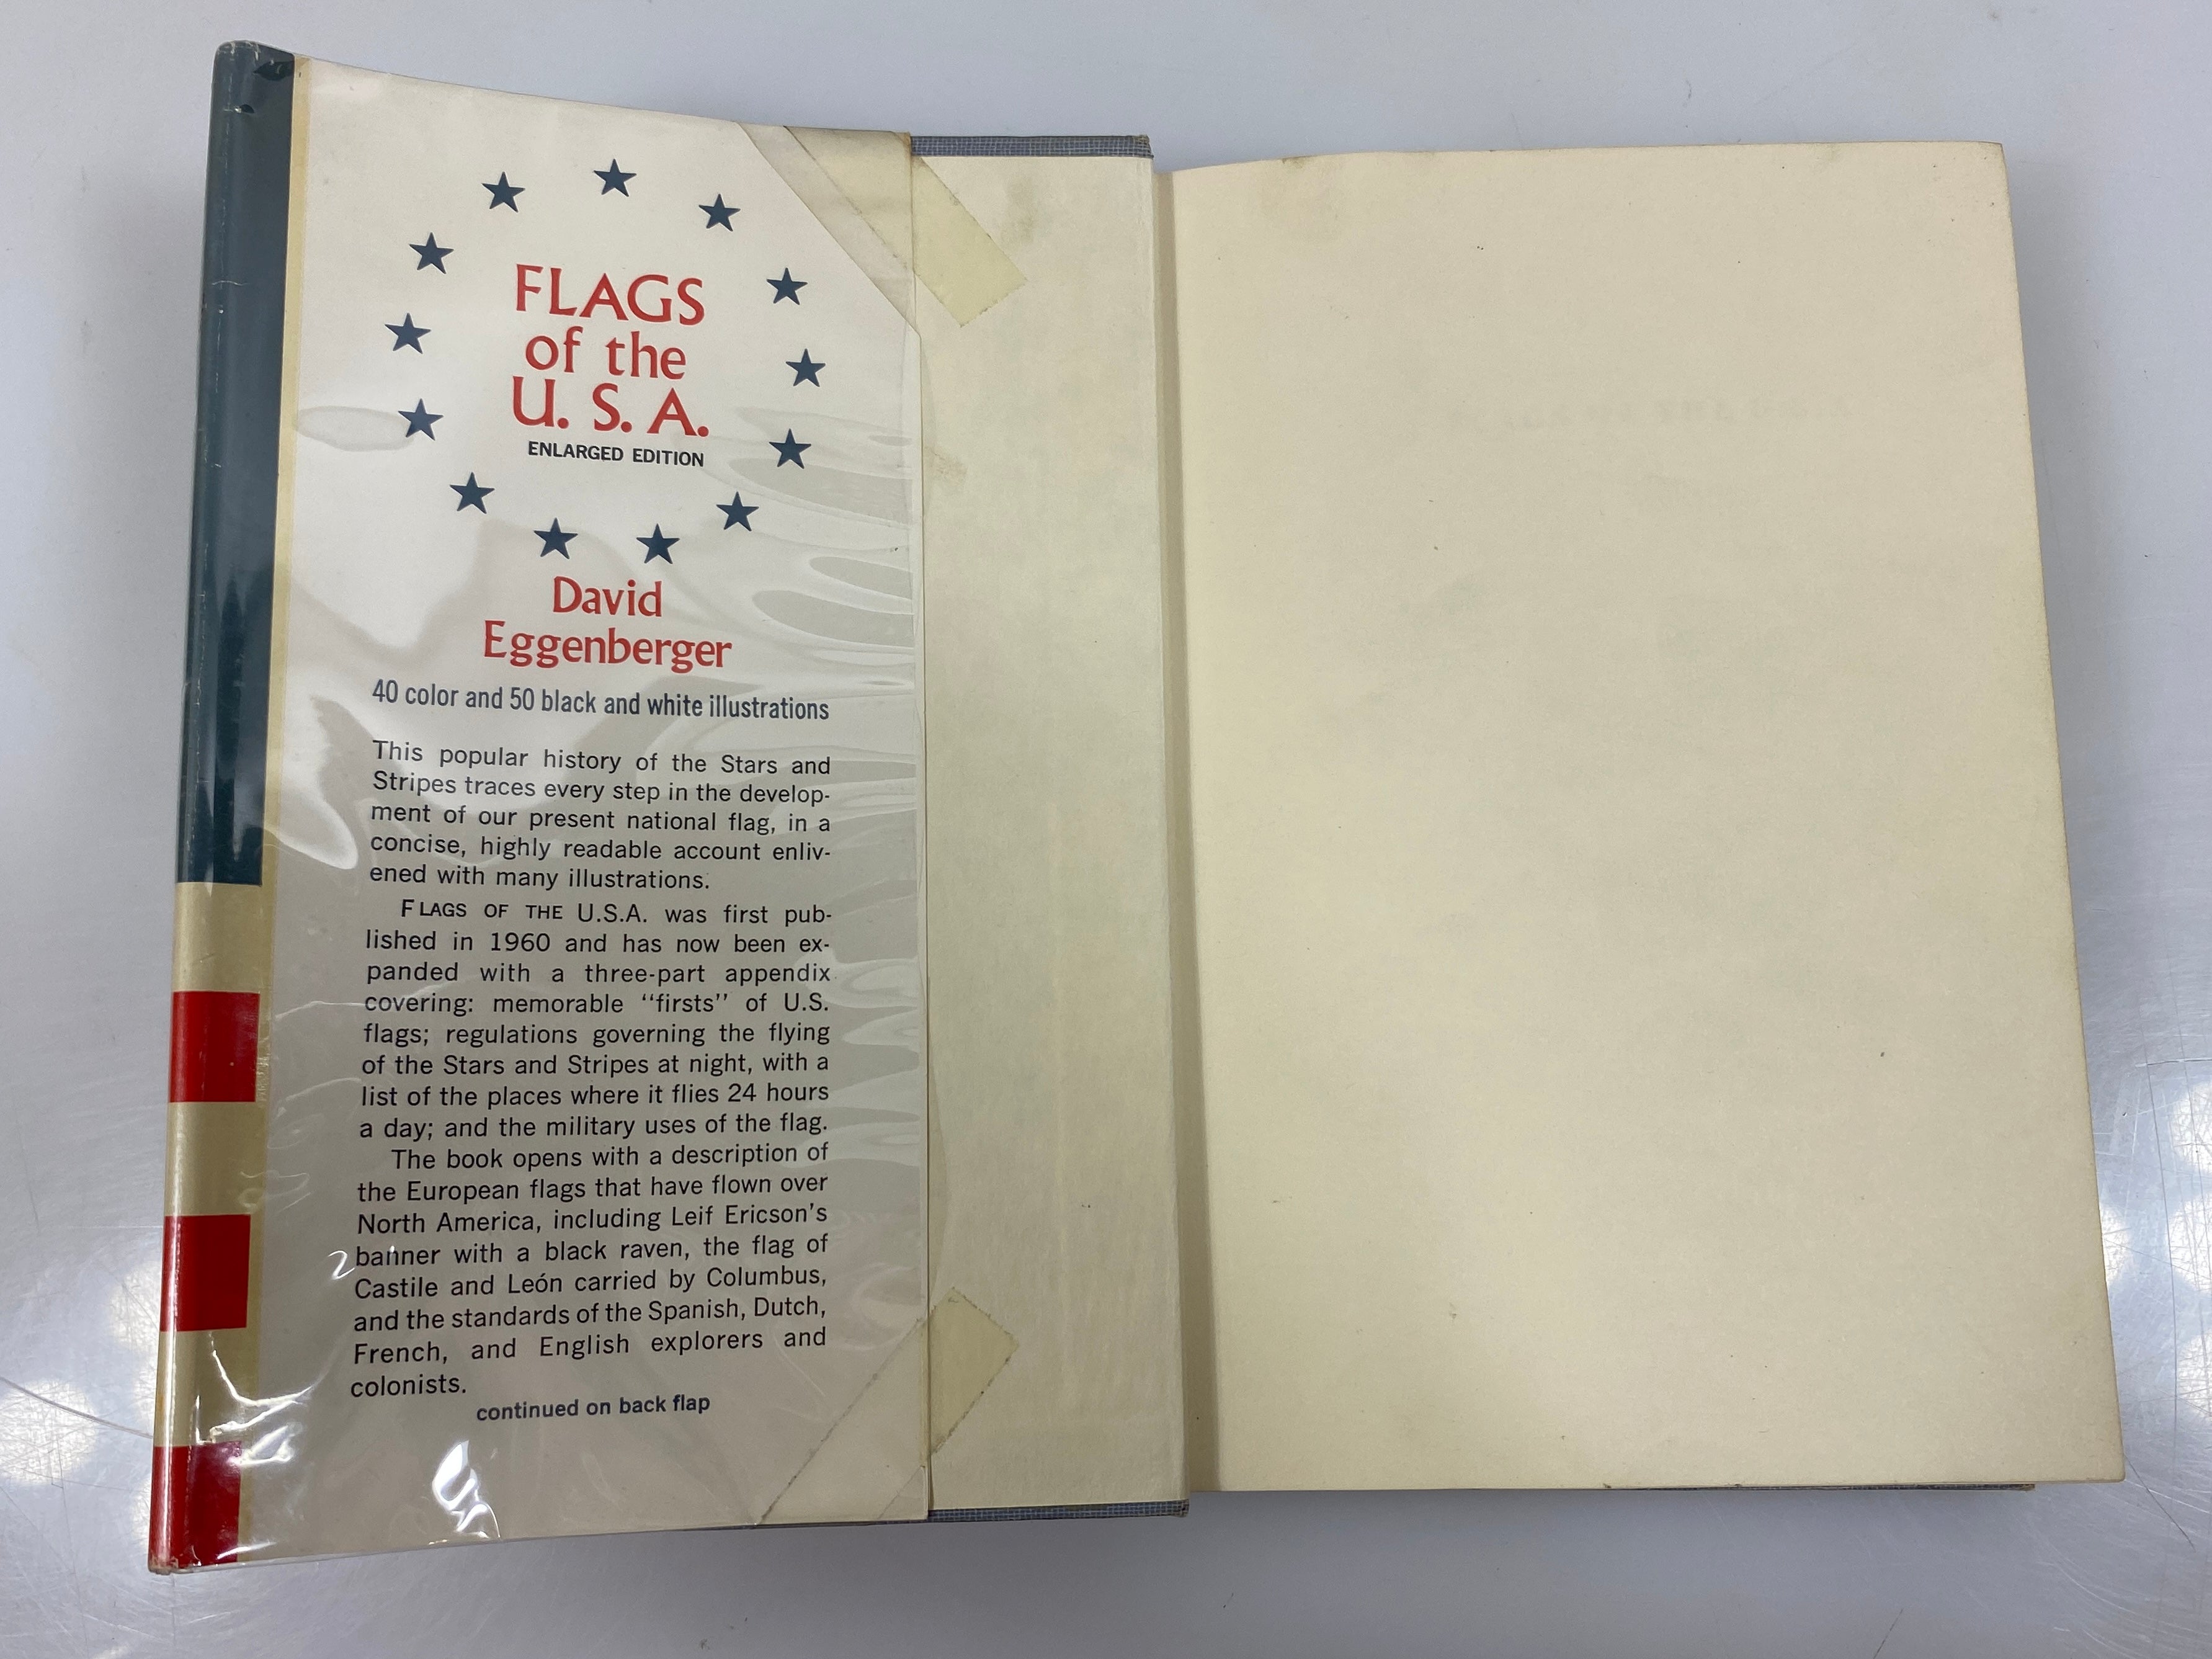 FLAGS
of the
U. S. A.
ENLARGED EDITION
David
Eggenberger
40 color and 50 black and white illustrations
This popular history of the Stars and
Stripes traces every step in the develop-
ment of our present national flag, in a
concise, highly readable account enliv-
ened with many illustrations.
FLAGS OF THE U.S.A. was first pub-
lished in 1960 and has now been ex-
panded with a three-part appendix
covering: memorable “firsts” of U.S.
flags; regulations governing the flying
of the Stars and Stripes at night, with a
list of the places where it flies 24 hours
a day; and the military uses of the flag.
The book opens with a description of
the European flags that have flown over
North America, including Leif Ericson's
banner with a black raven, the flag of
Castile and León carried by Columbus,
and the standards of the Spanish, Dutch,
French, and English explorers and
colonists.
continued on back flap